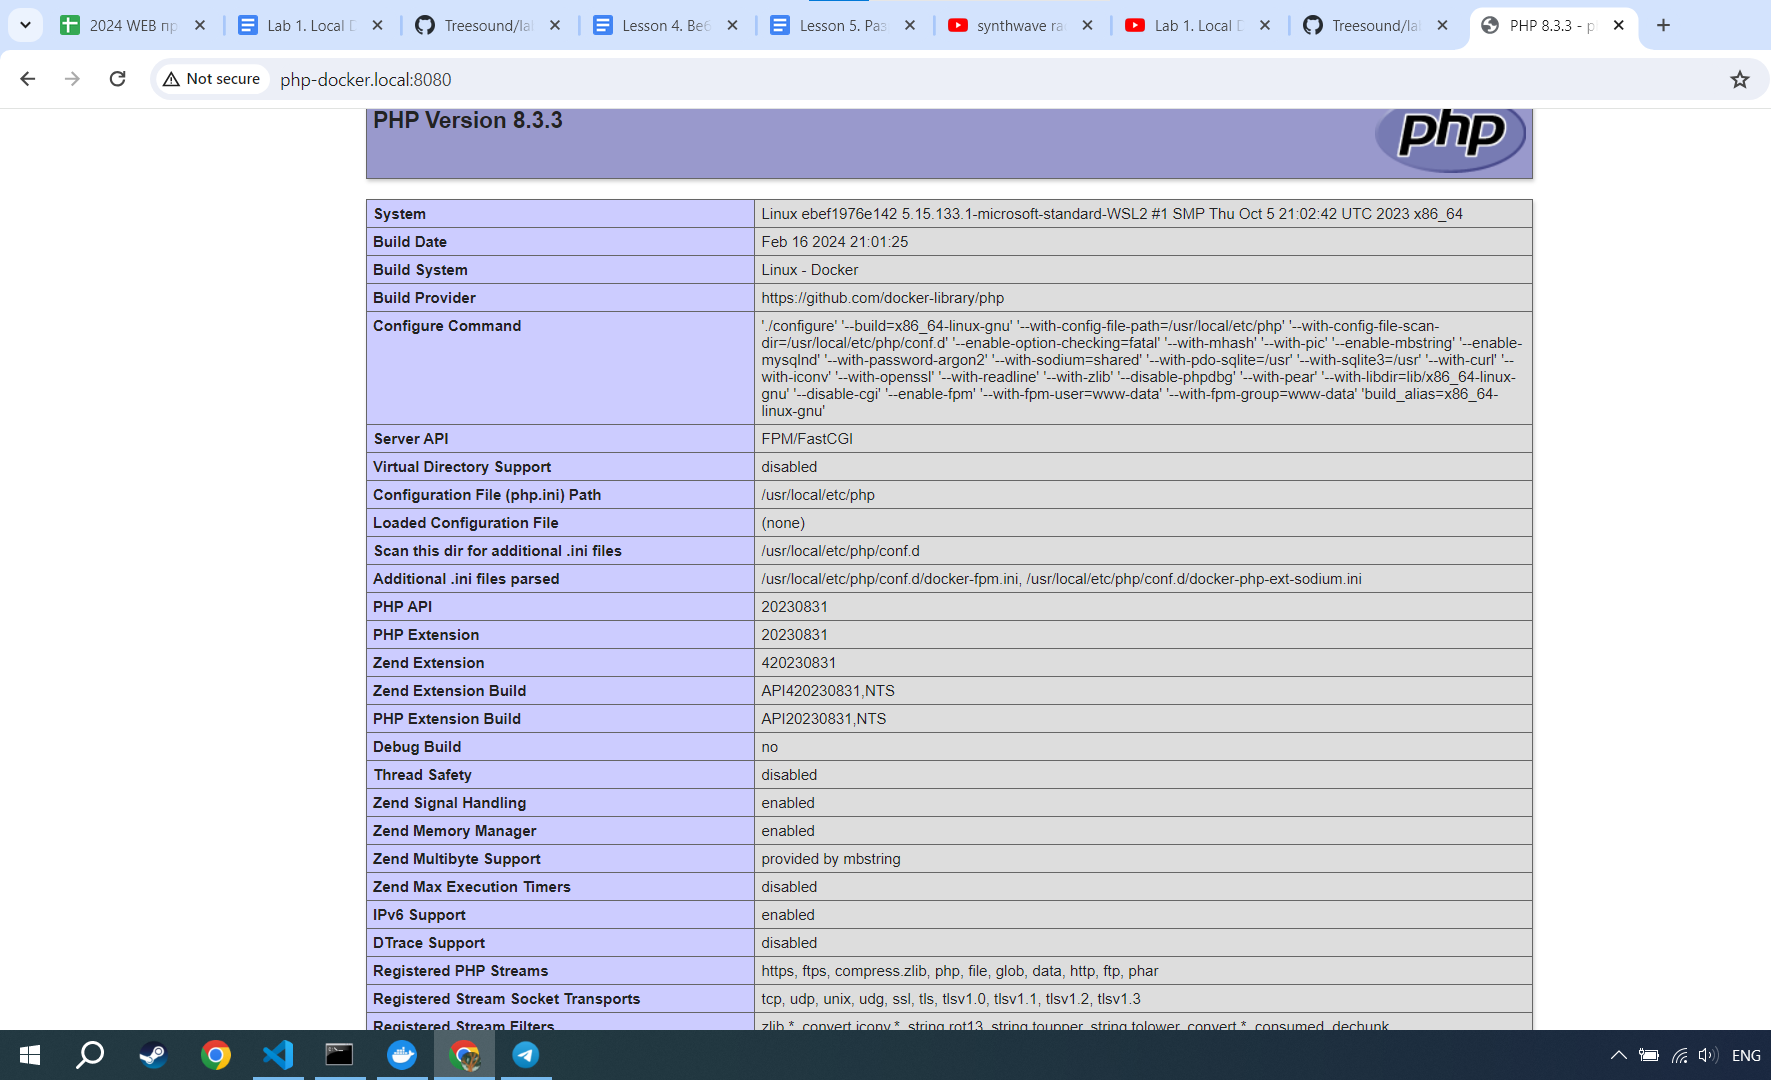 2024 WEB пр
Lab 1. Local D
Treesound/la
Lesson 4. Веб
Lesson 5. Раз
synthwave ra
Lab 1. Local D
Treesound/la
PHP 8.3.3 - p
Not secure
php-docker.local:8080
PHP Version 8.3.3
php
System
Linux ebef1976e142 5.15.133.1-microsoft-standard-WSL2 #1 SMP Thu Oct 5 21:02:42 UTC 2023 x86_64
Build Date
Feb 16 2024 21:01:25
Build System
Linux - Docker
Build Provider
https://github.com/docker-library/php
Configure Command
'./configure' '--build=x86_64-linux-gnu' '--with-config-file-path=/usr/local/etc/php' '--with-config-file-scan-
dir=/usr/local/etc/php/conf.d' '--enable-option-checking=fatal' '--with-mhash' '--with-pic' '--enable-mbstring' '--enable-
mysqlnd' '--with-password-argon2' '--with-sodium=shared' '--with-pdo-sqlite=/usr' '--with-sqlite3=/usr' '--with-curl' '--
with-iconv' '--with-openssl' '--with-readline' '--with-zlib' '--disable-phpdbg' '--with-pear' '--with-libdir=lib/x86_64-linux-
gnu' '--disable-cgi' '--enable-fpm' '--with-fpm-user=www-data' '--with-fpm-group=www-data' 'build_alias=x86_64-
linux-gnu'
Server API
FPM/FastCGI
Virtual Directory Support
disabled
Configuration File (php.ini) Path
/usr/local/etc/php
Loaded Configuration File
(none)
Scan this dir for additional .ini files
/usr/local/etc/php/conf.d
Additional .ini files parsed
/usr/local/etc/php/conf.d/docker-fpm.ini, /usr/local/etc/php/conf.d/docker-php-ext-sodium.ini
PHP API
20230831
PHP Extension
20230831
Zend Extension
420230831
Zend Extension Build
API420230831,NTS
PHP Extension Build
API20230831,NTS
Debug Build
no
Thread Safety
disabled
Zend Signal Handling
enabled
Zend Memory Manager
enabled
Zend Multibyte Support
provided by mbstring
Zend Max Execution Timers
disabled
IPv6 Support
enabled
DTrace Support
disabled
Registered PHP Streams
https, ftps, compress.zlib, php, file, glob, data, http, ftp, phar
Registered Stream Socket Transports
tcp, udp, unix, udg, ssl, tls, tlsv1.0, tlsv1.1, tlsv1.2, tlsv1.3
Registered Stream Filters
zlib.*, convert.iconv.*, string.rot13, string.toupper, string.tolower, convert.*, consumed, dechunk
ENG